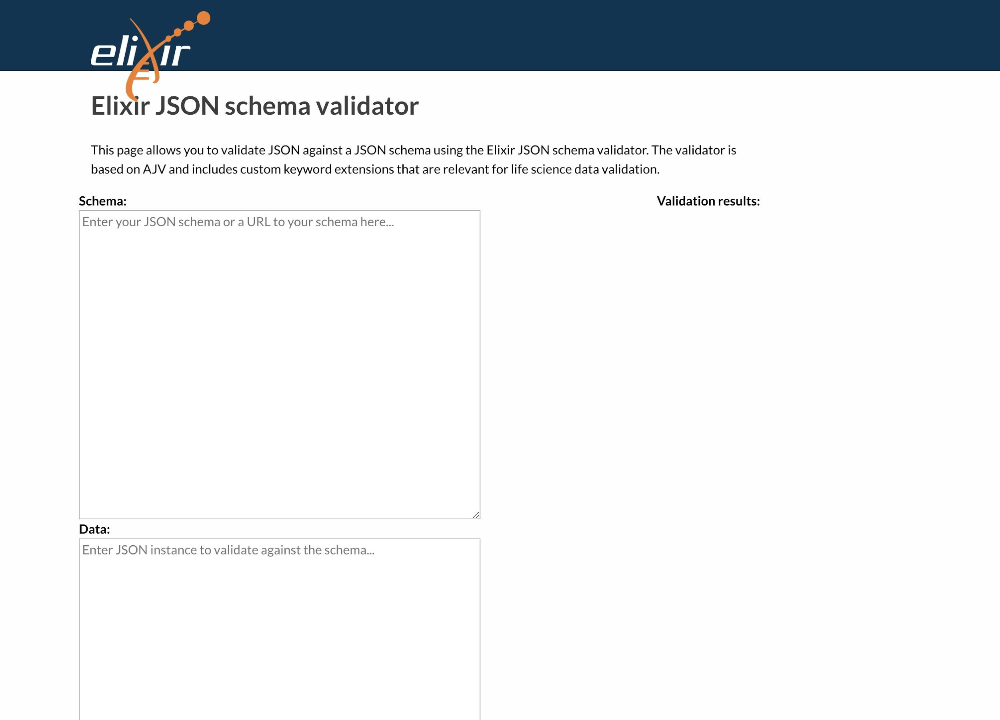 elixir
Elixir JSON schema validator
This page allows you to validate JSON against a JSON schema using the Elixir JSON schema validator. The validator is
based on AJV and includes custom keyword extensions that are relevant for life science data validation.
Schema:
Enter your JSON schema or a URL to your schema here...
Data:
Enter JSON instance to validate against the schema...
Validation results: